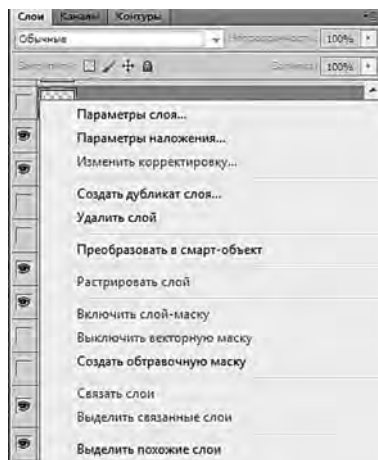 Слои Каналы Контуры
Обычные Непрозрачность: 100%
100%
Параметры слоя...
Параметры наложения...
Изменить корректировку...
Создать дубликат слоя...
Удалить слой
Преобразовать в смарт-объект
Растрировать слой
Включить слой-маску
Выключить векторную маску
Создать обтравочную маску
Связать слои
Выделить связанные слои
Выделить похожие слои